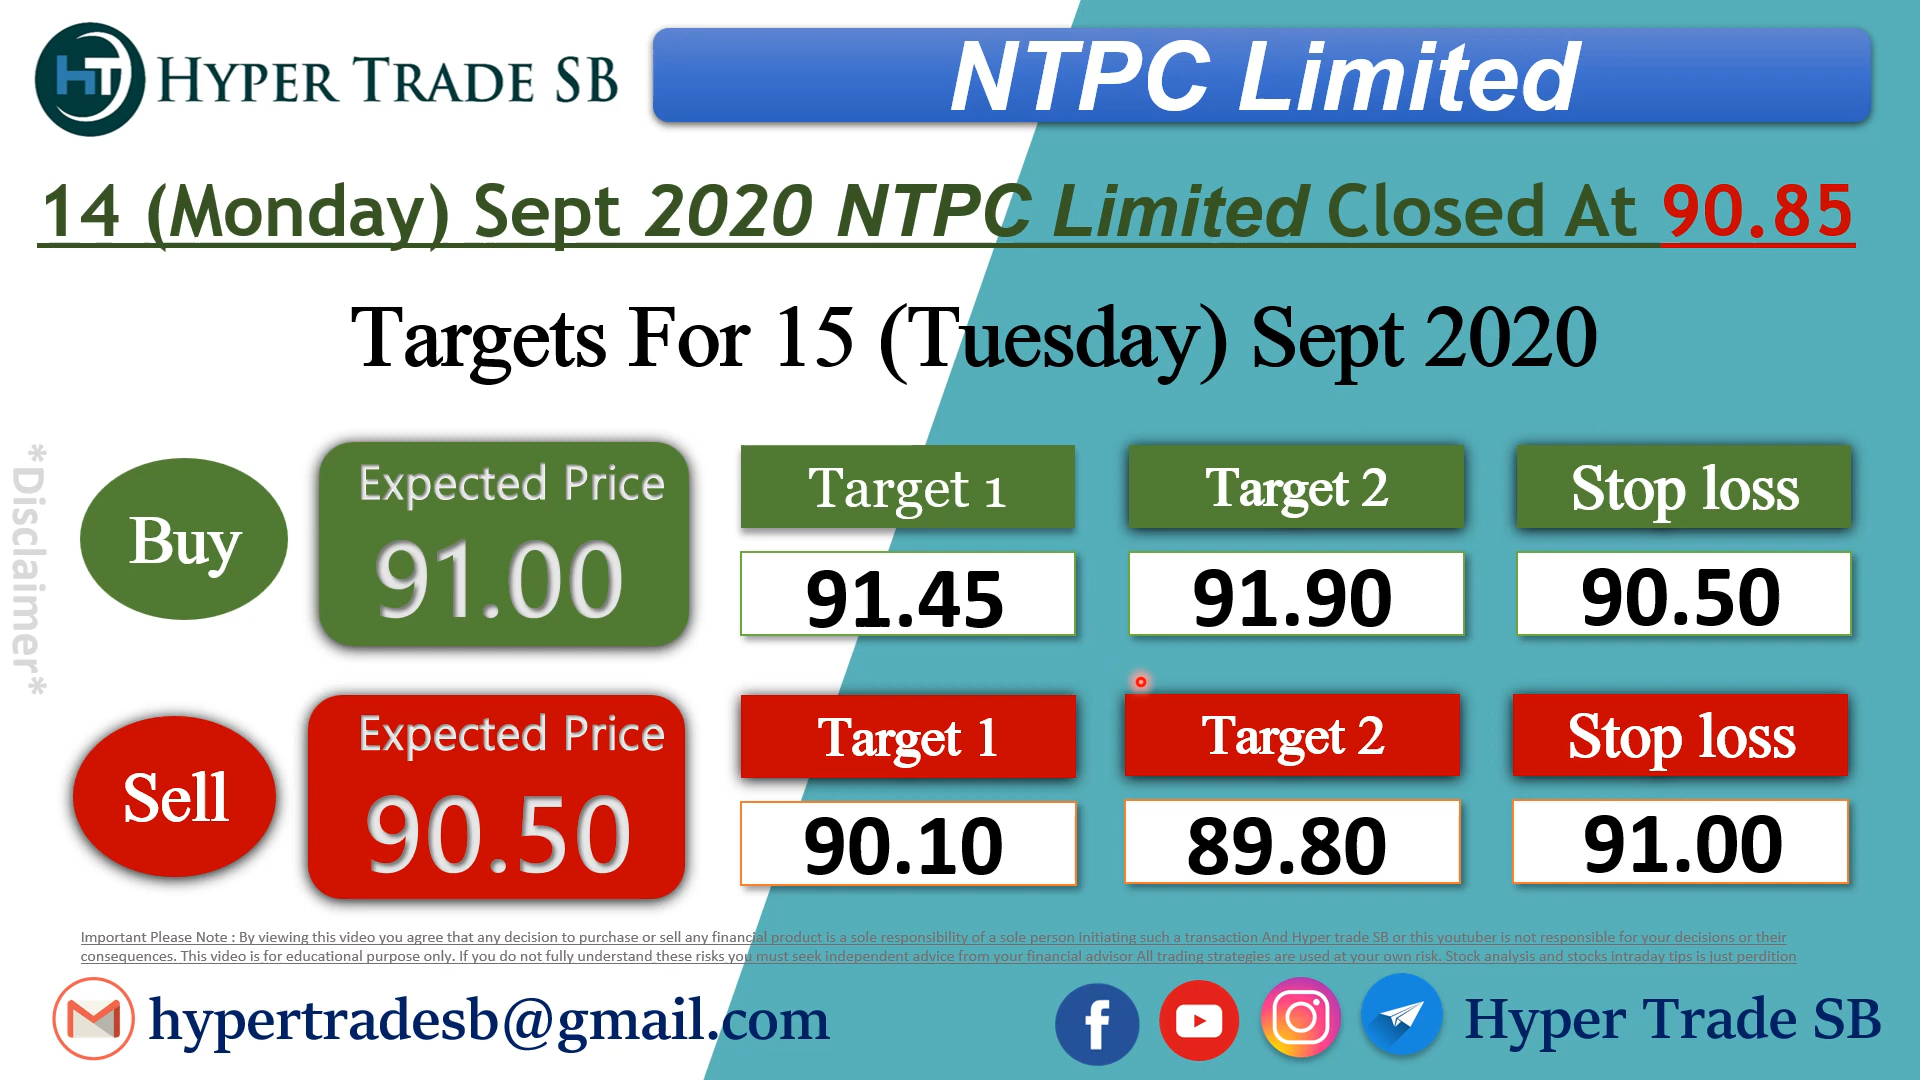 HT HYPER TRADE SB
NTPC Limited
14 (Monday) Sept 2020 NTPC Limited Closed At 90.85
Targets For 15 (Tuesday) Sept 2020
*Disclaimer*
Buy
Expected Price
91.00
Target 1
91.45
Target 2
91.90
Stop loss
90.50
Sell
Expected Price
90.50
Target 1
90.10
Target 2
89.80
Stop loss
91.00
Important Please Note : By viewing this video you agree that any decision to purchase or sell any financial product is a sole responsibility of a sole person initiating such a transaction And Hyper trade SB or this youtuber is not responsible for your decisions or their
consequences. This video is for educational purpose only. If you do not fully understand these risks you must seek independent advice from your financial advisor All trading strategies are used at your own risk. Stock analysis and stocks intraday tips is just perdition
hypertradesb@gmail.com
Hyper Trade SB